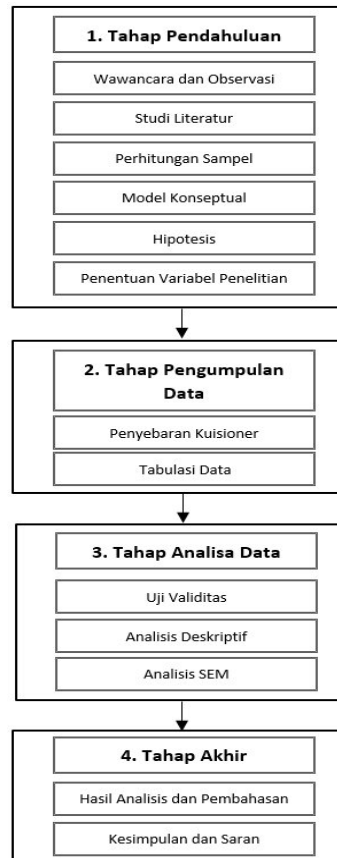 1. Tahap Pendahuluan
Wawancara dan Observasi
Studi Literatur
Perhitungan Sampel
Model Konseptual
Hipotesis
Penentuan Variabel Penelitian
2. Tahap Pengumpulan
Data
Penyebaran Kuisioner
Tabulasi Data
3. Tahap Analisa Data
Uji Validitas
Analisis Deskriptif
Analisis SEM
4. Tahap Akhir
Hasil Analisis dan Pembahasan
Kesimpulan dan Saran